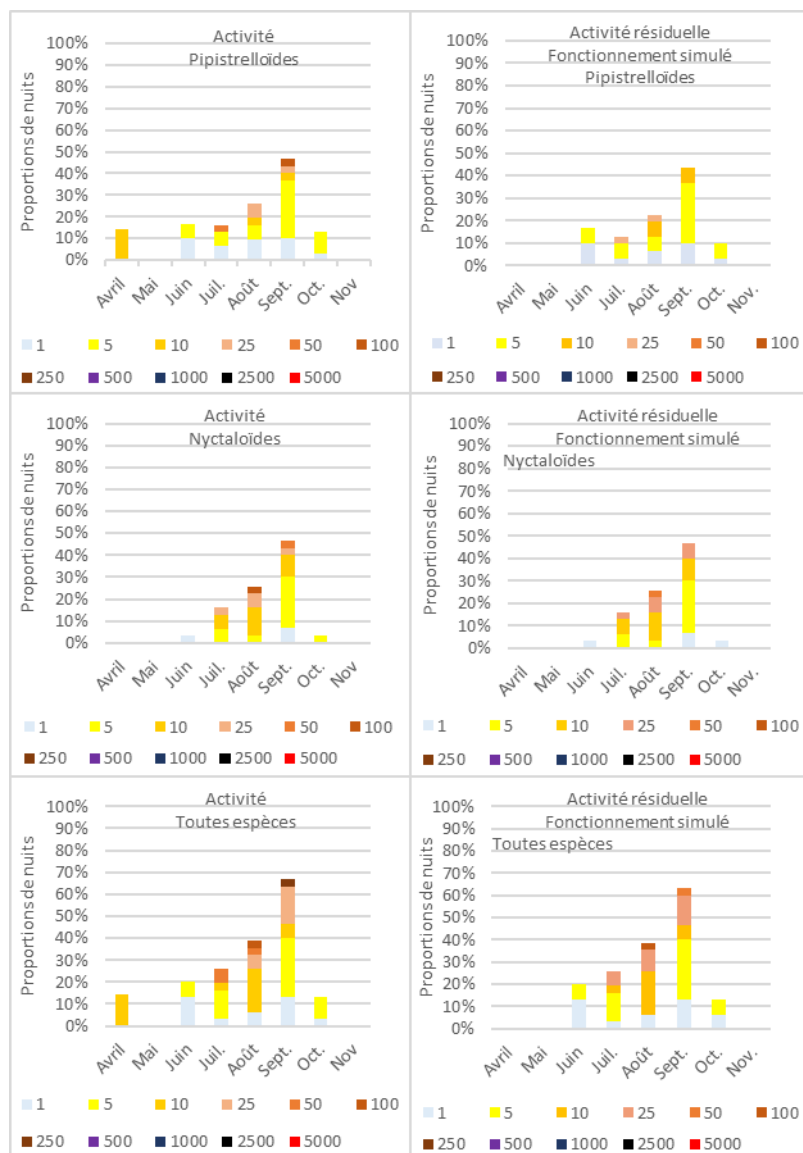 Activité
Pipistrelloïdes
Proportions de nuits
100%
90%
80%
70%
60%
50%
40%
30%
20%
10%
0%
Avril Mai Juin Juil. Août Sept. Oct. Nov
1 5 10 25 50 100
250 500 1000 2500 5000
Activité résiduelle
Fonctionnement simulé
Pipistrelloïdes
Proportions de nuits
100%
90%
80%
70%
60%
50%
40%
30%
20%
10%
0%
Avril Mai Juin Juil. Août Sept. Oct. Nov.
1 5 10 25 50 100
250 500 1000 2500 5000
Activité
Nyctaloïdes
Proportions de nuits
100%
90%
80%
70%
60%
50%
40%
30%
20%
10%
0%
Avril Mai Juin Juil. Août Sept. Oct. Nov
1 5 10 25 50 100
250 500 1000 2500 5000
Activité résiduelle
Fonctionnement simulé
Nyctaloïdes
Proportions de nuits
100%
90%
80%
70%
60%
50%
40%
30%
20%
10%
0%
Avril Mai Juin Juil. Août Sept. Oct. Nov.
1 5 10 25 50 100
250 500 1000 2500 5000
Activité
Toutes espèces
Proportions de nuits
100%
90%
80%
70%
60%
50%
40%
30%
20%
10%
0%
Avril Mai Juin Juil. Août Sept. Oct. Nov
1 5 10 25 50 100
250 500 1000 2500 5000
Activité résiduelle
Fonctionnement simulé
Toutes espèces
Proportions de nuits
100%
90%
80%
70%
60%
50%
40%
30%
20%
10%
0%
Avril Mai Juin Juil. Août Sept. Oct. Nov.
1 5 10 25 50 100
250 500 1000 2500 5000